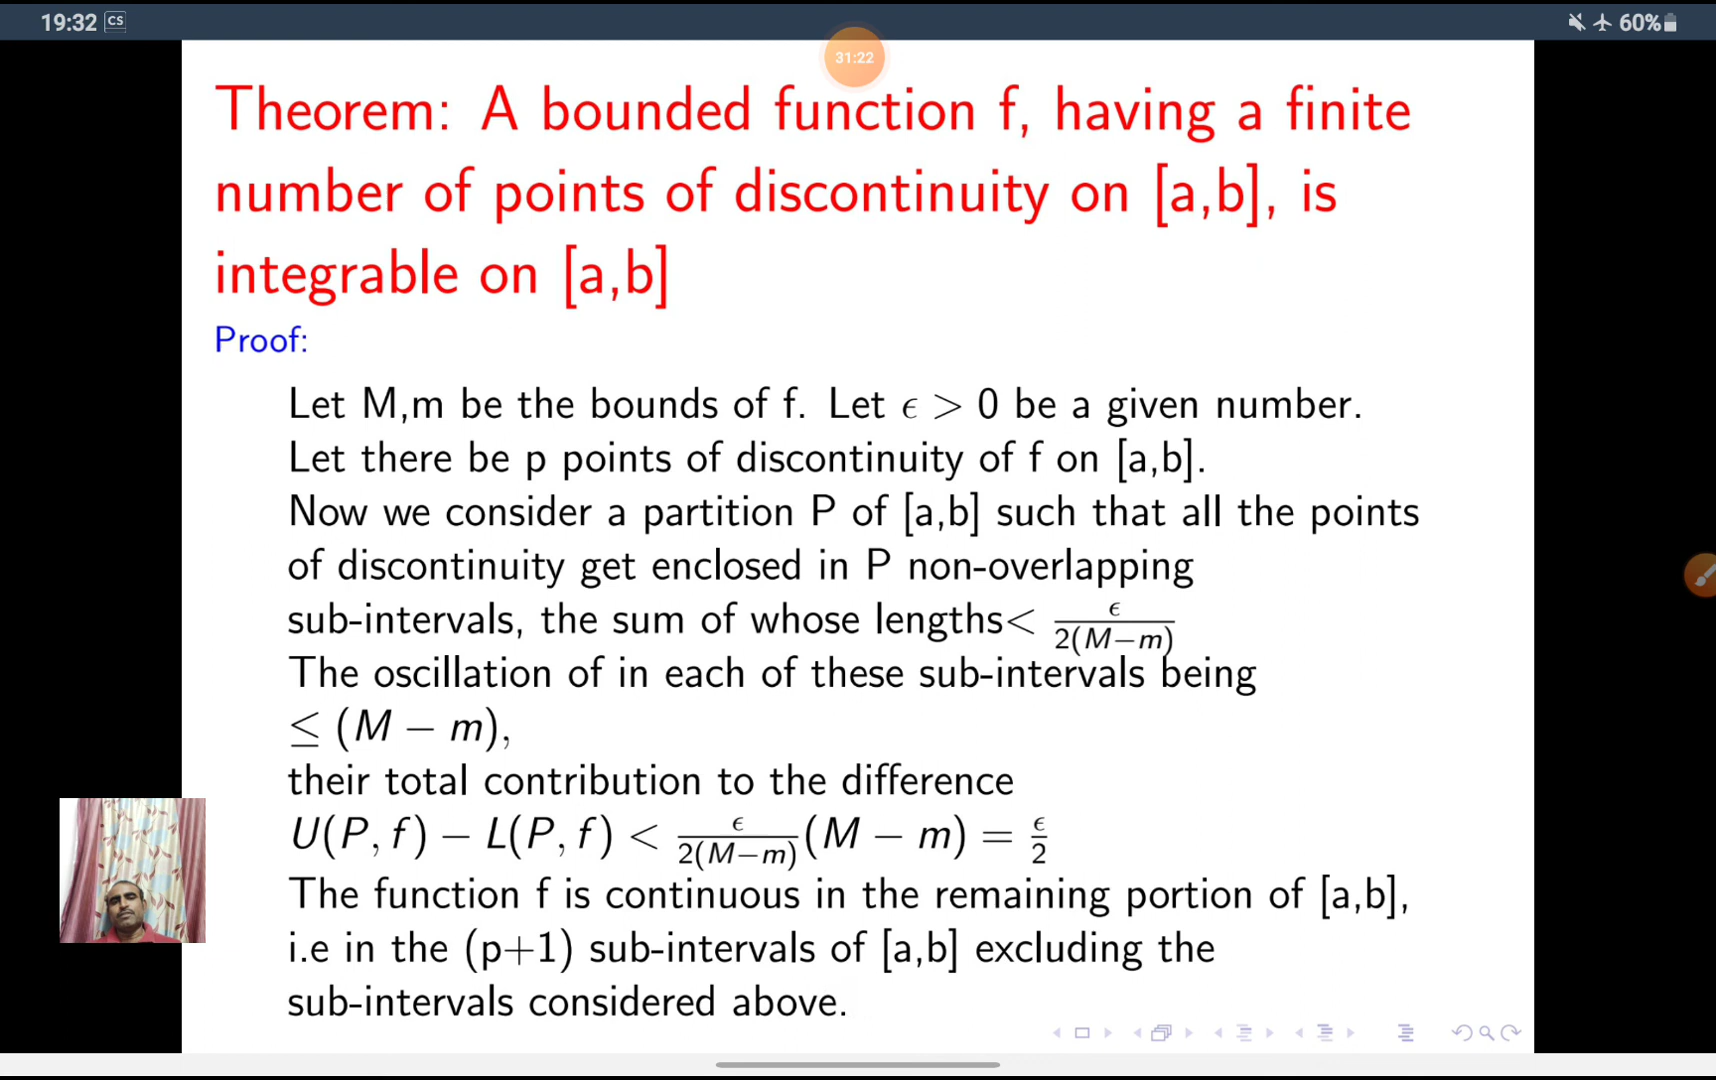 19:32 CS
60%
31:22
Theorem: A bounded function f, having a finite
number of points of discontinuity on [a,b], is
integrable on [a,b]
Proof:
Let M,m be the bounds of f. Let ϵ > 0 be a given number.
Let there be p points of discontinuity of f on [a,b].
Now we consider a partition P of [a,b] such that all the points
of discontinuity get enclosed in P non-overlapping
sub-intervals, the sum of whose lengths< ϵ/2(M−m)
The oscillation of in each of these sub-intervals being
≤ (M − m),
their total contribution to the difference
U(P, f) − L(P, f) < ϵ/2(M−m) (M − m) = ϵ/2
The function f is continuous in the remaining portion of [a,b],
i.e in the (p+1) sub-intervals of [a,b] excluding the
sub-intervals considered above.